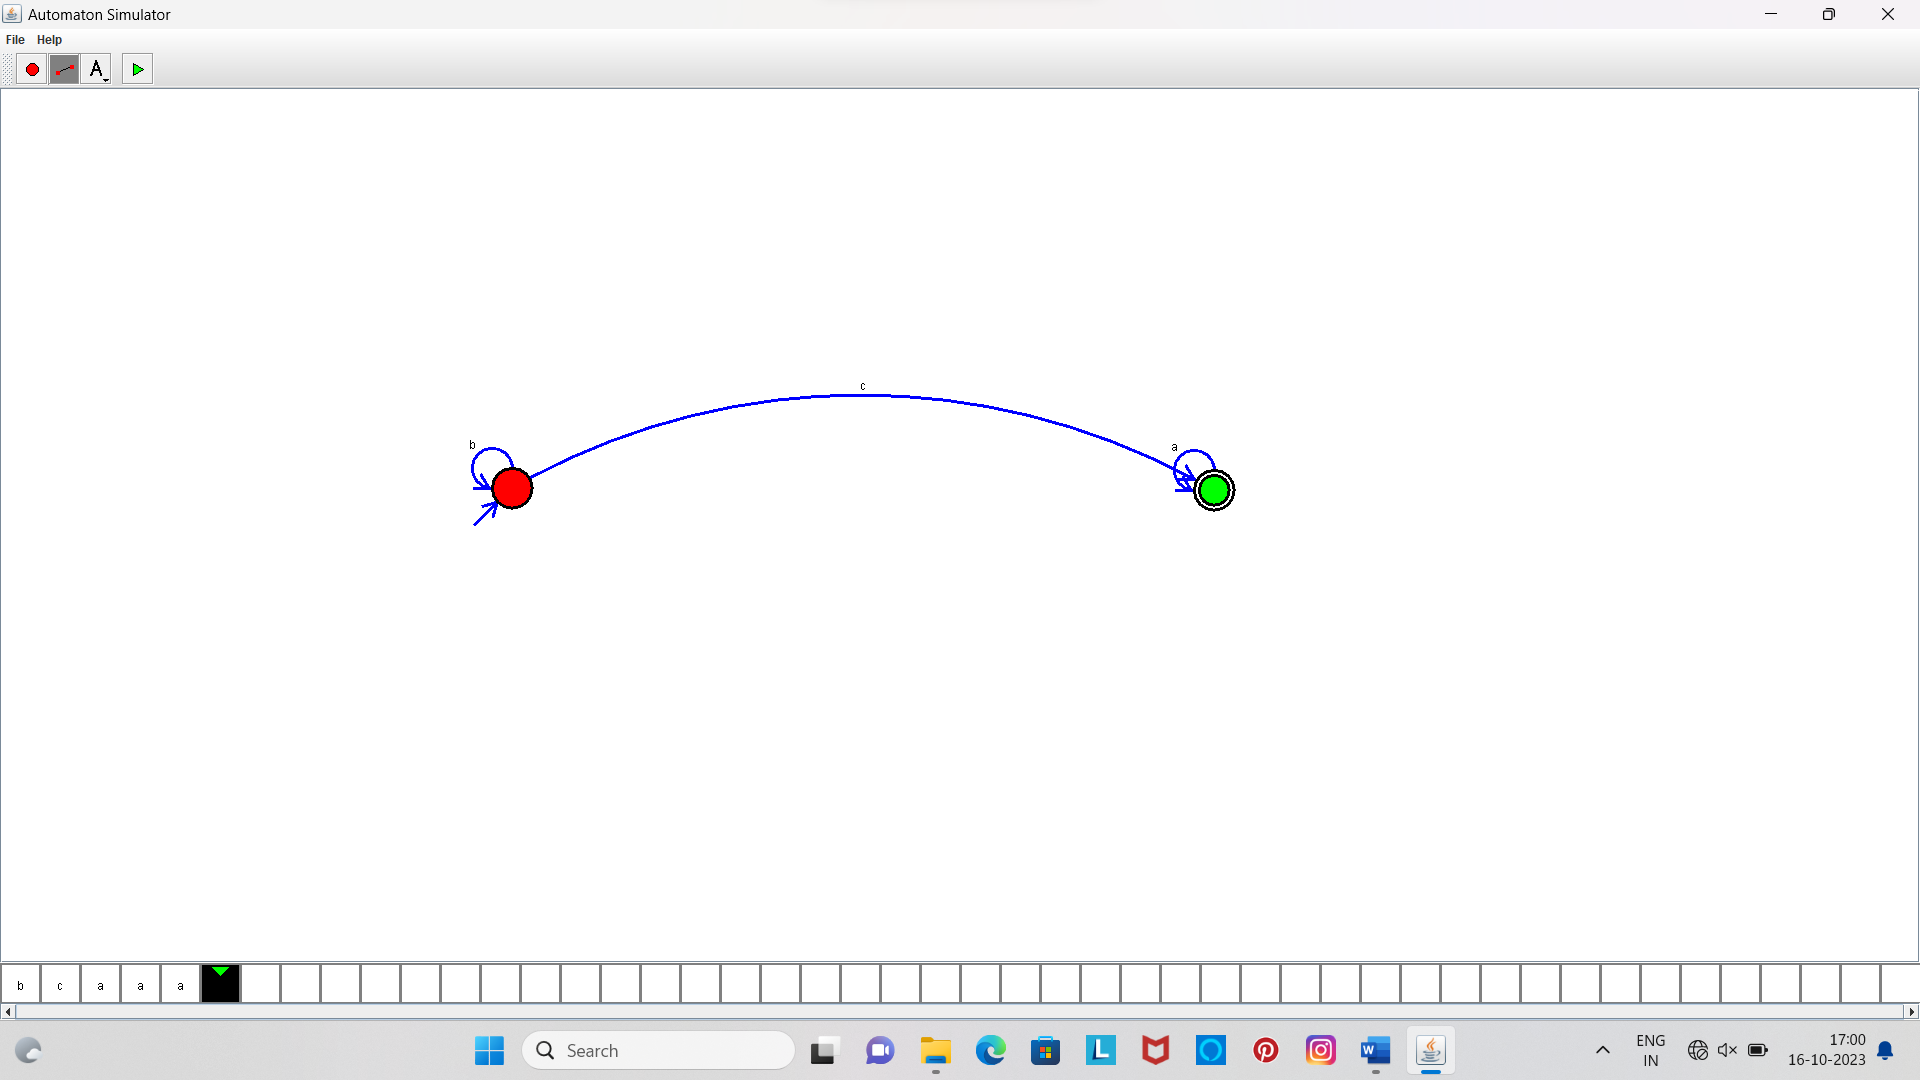 Automaton Simulator
File Help
A
c
b
a
b c a a a
Search
ENG
IN
17:00
16-10-2023